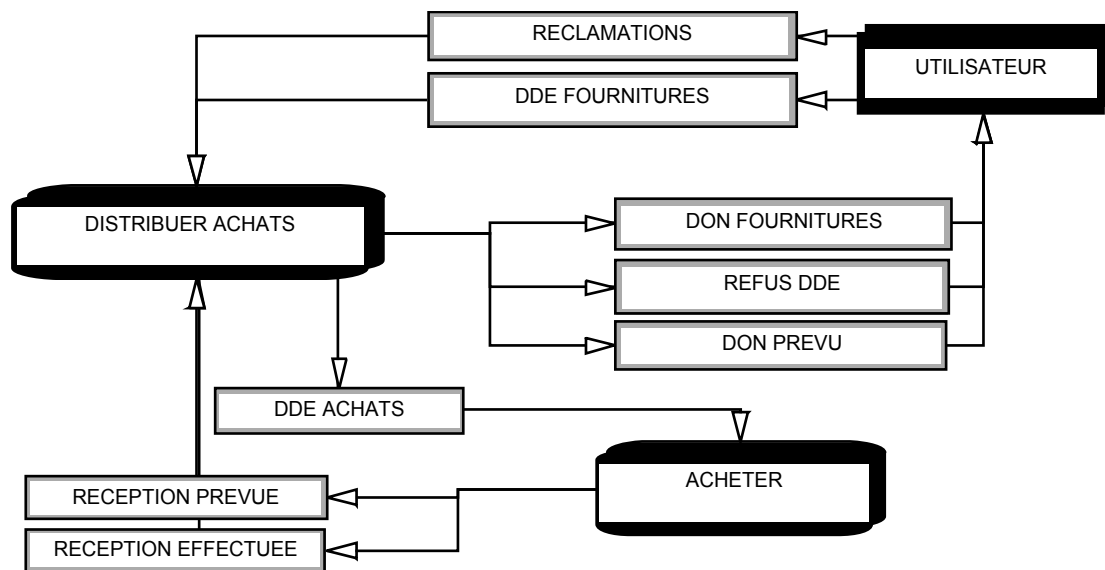 RECLAMATIONS
UTILISATEUR
DDE FOURNITURES
DISTRIBUER ACHATS
DON FOURNITURES
REFUS DDE
DON PREVU
DDE ACHATS
ACHETER
RECEPTION PREVUE
RECEPTION EFFECTUEE